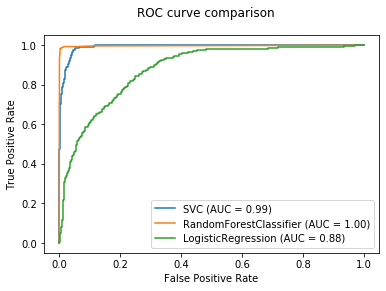 ROC curve comparison
1.0
0.8
0.6
0.4
0.2
0.0
True Positive Rate
SVC (AUC = 0.99)
RandomForestClassifier (AUC = 1.00)
LogisticRegression (AUC = 0.88)
0.0 0.2 0.4 0.6 0.8 1.0
False Positive Rate